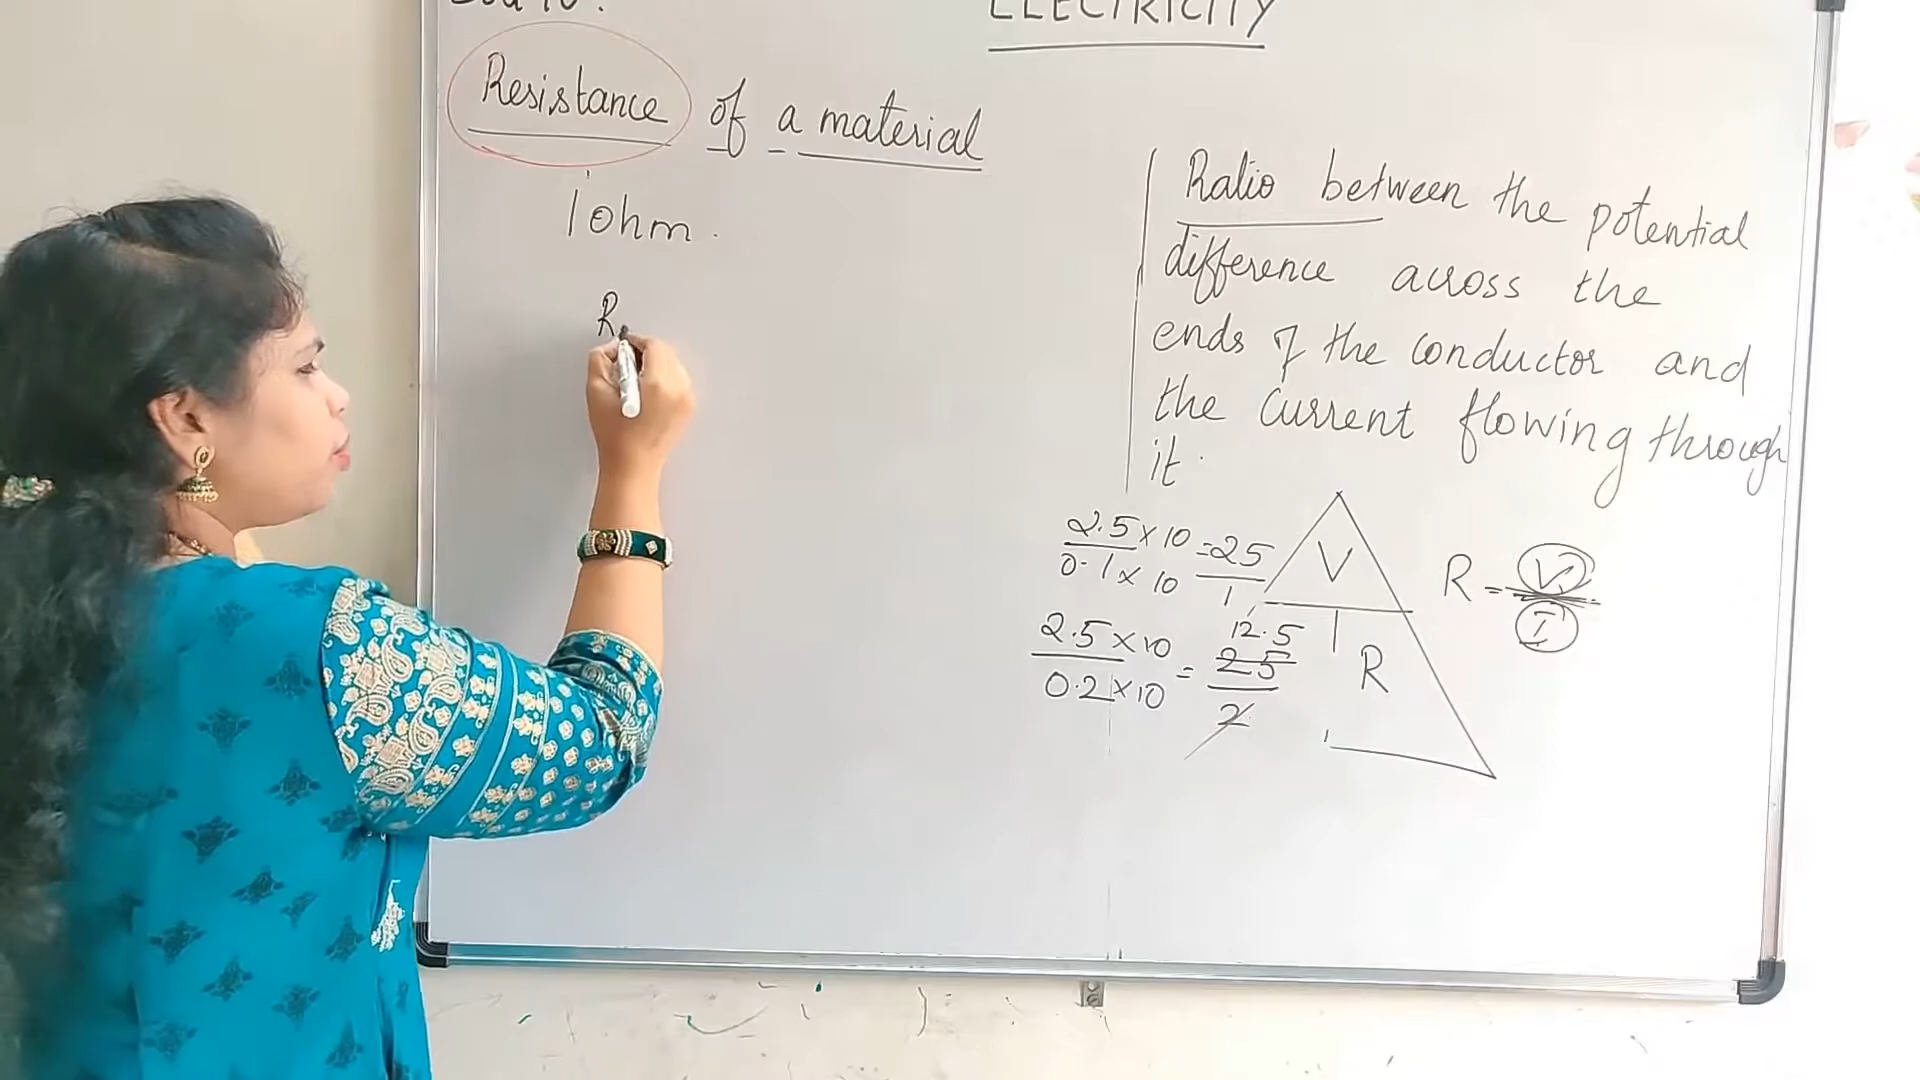 ELECTRICITY
Resistance of a material
1 ohm.
R
Ratio between the potential
difference across the
ends of the conductor and
the current flowing through
it.
2.5 x 10 = 25
0.1 x 10 1
2.5 x 10 = 12.5
25
0.2 x 10 2
V
I R
R = V
I